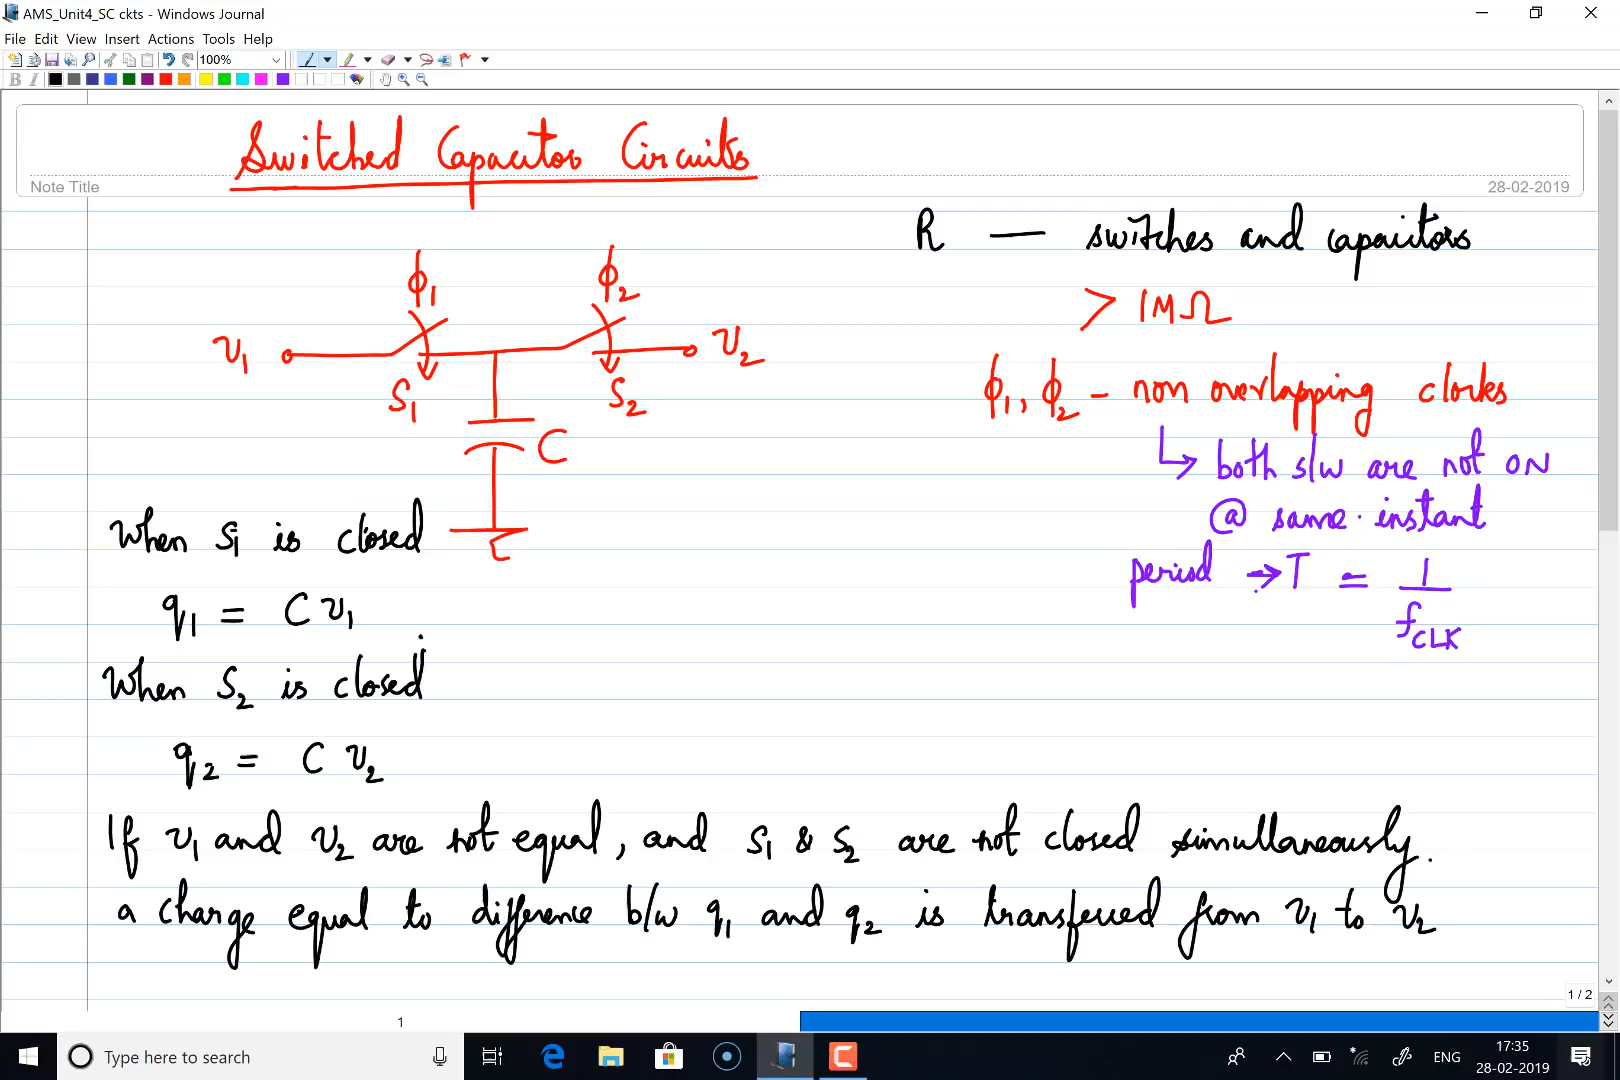 AMS_Unit4_SC ckts - Windows Journal
File Edit View Insert Actions Tools Help
100%
B I
Switched Capacitor Circuits
Note Title
28-02-2019
R — switches and capacitors
> 1MΩ
ϕ1, ϕ2 - non overlapping clocks
↳ both s/w are not ON
@ same instant
period → T = 1/fCLK
ϕ1 ϕ2
v1 v2
S1 S2
C
When S1 is closed
q1 = C v1
When S2 is closed
q2 = C v2
If v1 and v2 are not equal, and S1 & S2 are not closed simultaneously.
a charge equal to difference b/w q1 and q2 is transferred from v1 to v2
1 / 2
1
Type here to search
ENG
17:35
28-02-2019